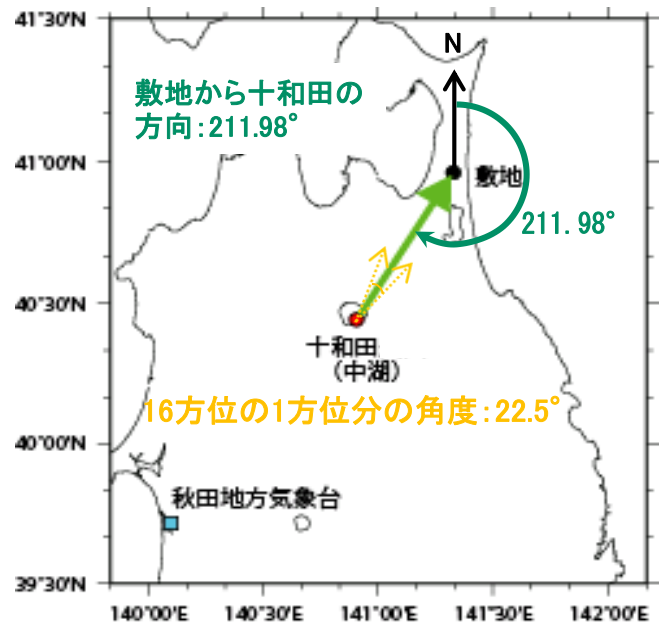 41°30'N
N
敷地から十和田の
方向:211.98°
41°00'N
敷地
211.98°
40°30'N
十和田
（中湖）
16方位の1方位分の角度:22.5°
40°00'N
秋田地方気象台
39°30'N
140°00'E
140°30'E
141°00'E
141°30'E
142°00'E